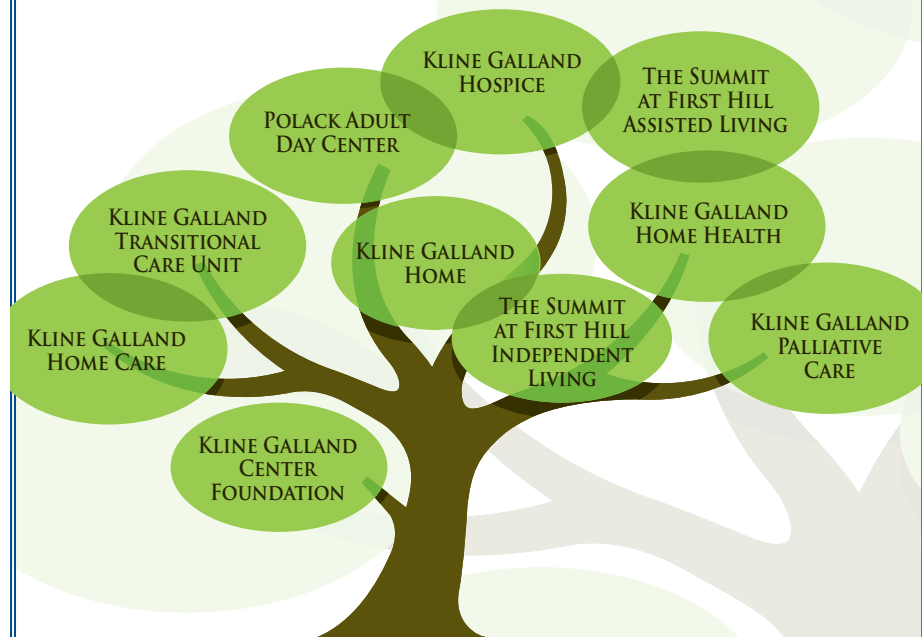 Kline Galland
Hospice
The Summit
at First Hill
Assisted Living
Polack Adult
Day Center
Kline Galland
Transitional
Care Unit
Kline Galland
Home
Kline Galland
Home Health
The Summit
at First Hill
Independent
Living
Kline Galland
Home Care
Kline Galland
Palliative
Care
Kline Galland
Center
Foundation